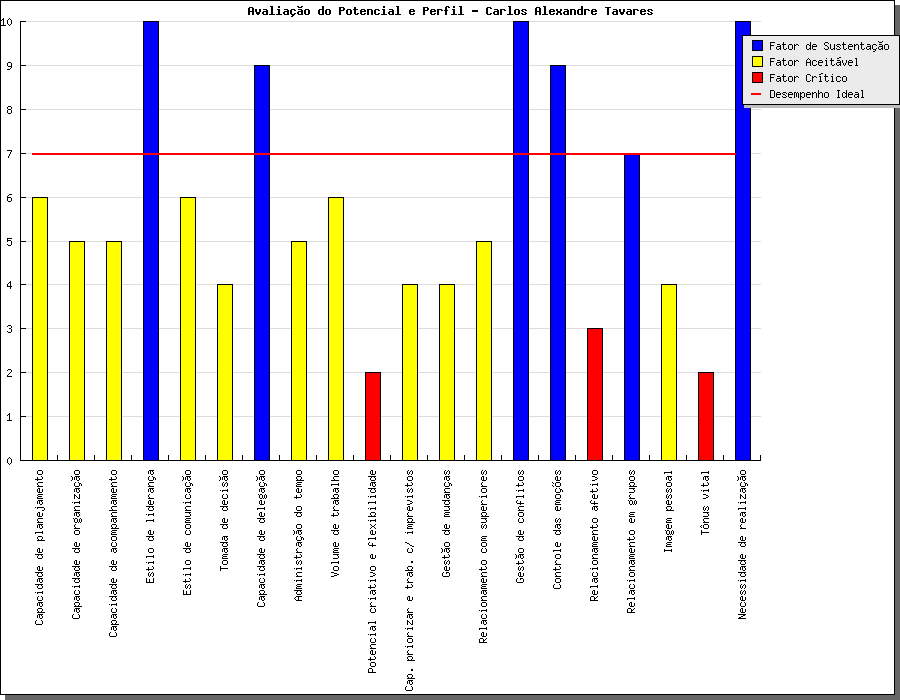 Avaliação do Potencial e Perfil - Carlos Alexandre Tavares
10
9
8
7
6
5
4
3
2
1
0
Fator de Sustentação
Fator Aceitável
Fator Crítico
Desempenho Ideal
Capacidade de planejamento
Capacidade de organização
Capacidade de acompanhamento
Estilo de liderança
Estilo de comunicação
Tomada de decisão
Capacidade de delegação
Administração do tempo
Volume de trabalho
Potencial criativo e flexibilidade
Cap. priorizar e trab. c/ imprevistos
Gestão de mudanças
Relacionamento com superiores
Gestão de conflitos
Controle das emoções
Relacionamento afetivo
Relacionamento em grupos
Imagem pessoal
Tônus vital
Necessidade de realização